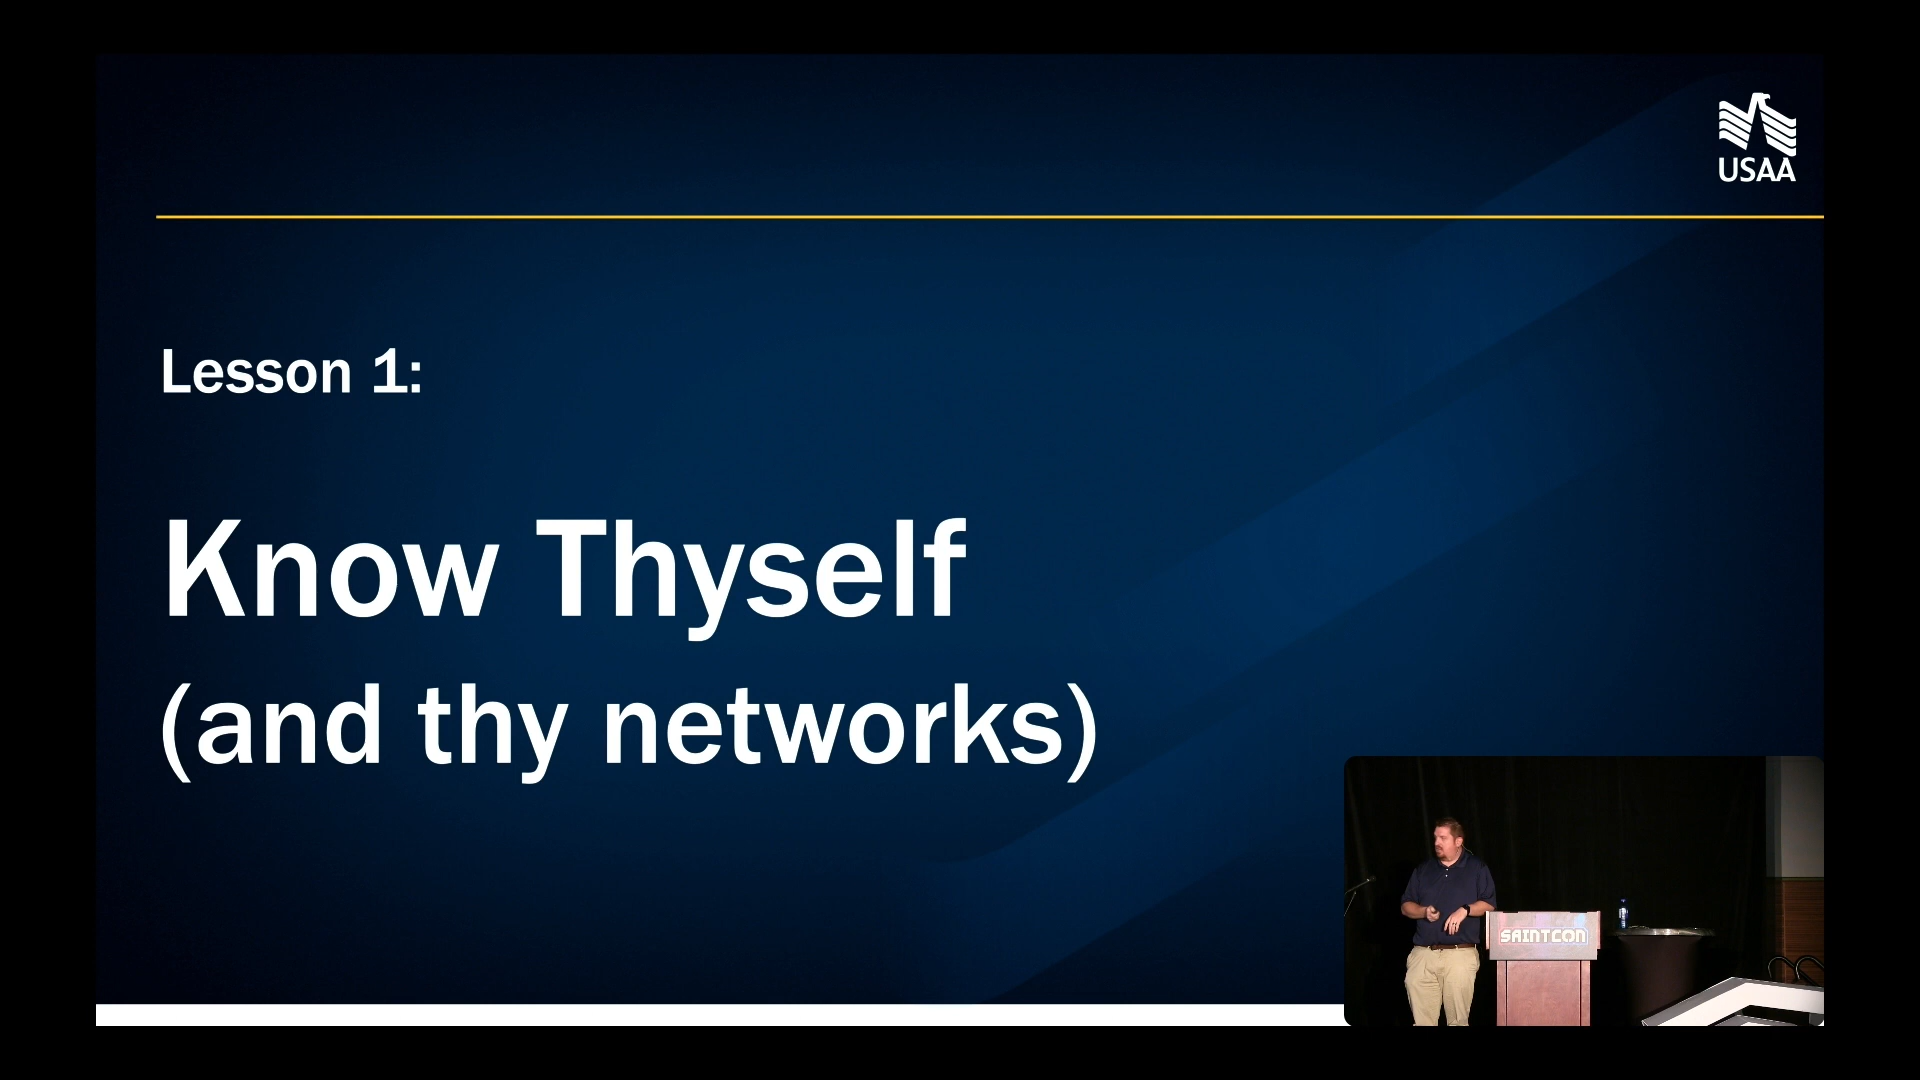 USAA
Lesson 1:
Know Thyself
(and thy networks)
SAINTCON